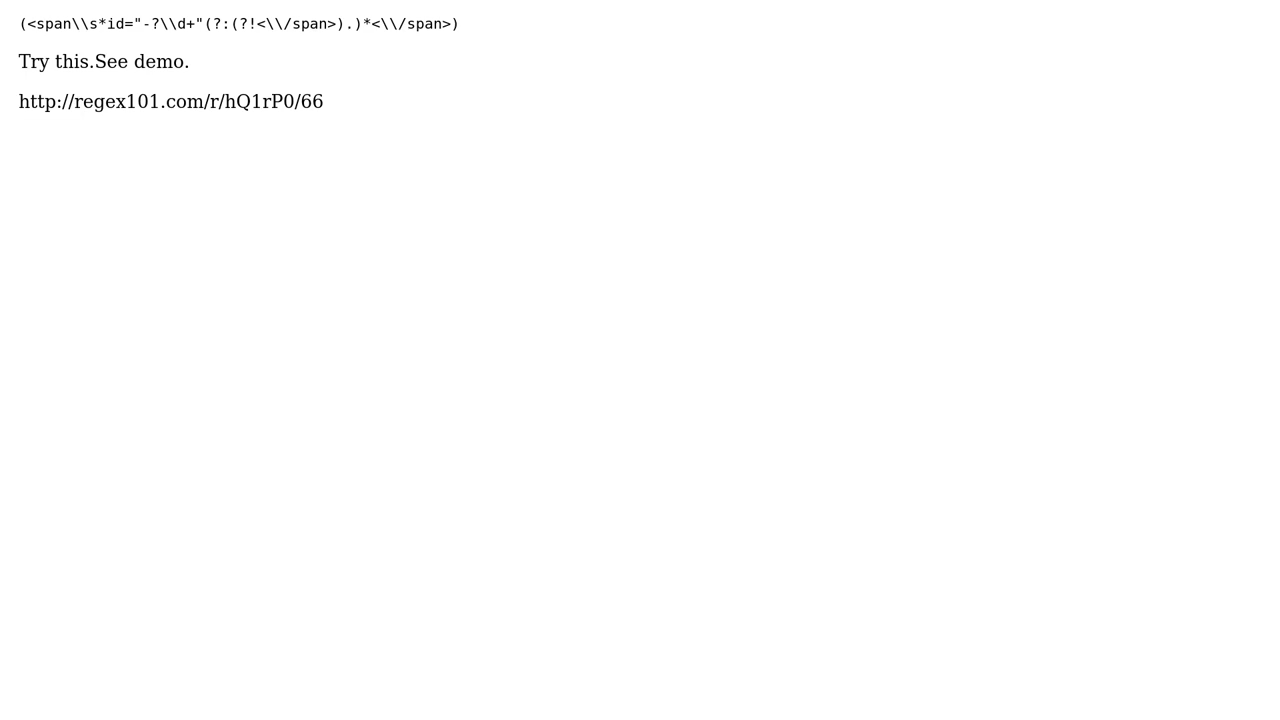 (<span\\s*id="-?\\d+"(?:(?!<\\/span>).)*<\\/span>)
Try this.See demo.
http://regex101.com/r/hQ1rP0/66